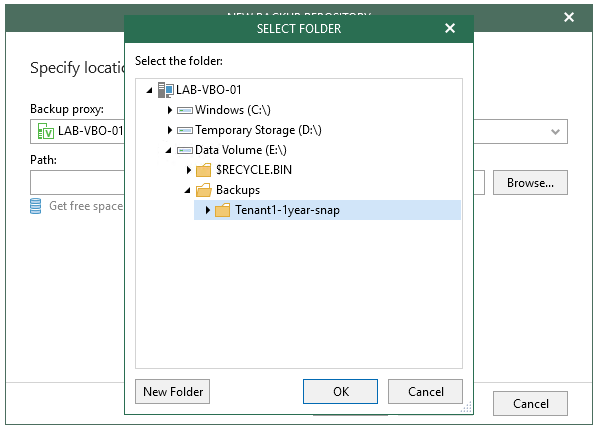 NEW BACKUP REPOSITORY
SELECT FOLDER
Specify locatio
Select the folder:
LAB-VBO-01
Windows (C:\)
Backup proxy:
LAB-VBO-01
Temporary Storage (D:\)
Data Volume (E:\)
Path:
$RECYCLE.BIN
Browse...
Backups
Get free space
Tenant1-1year-snap
New Folder
OK
Cancel
Cancel